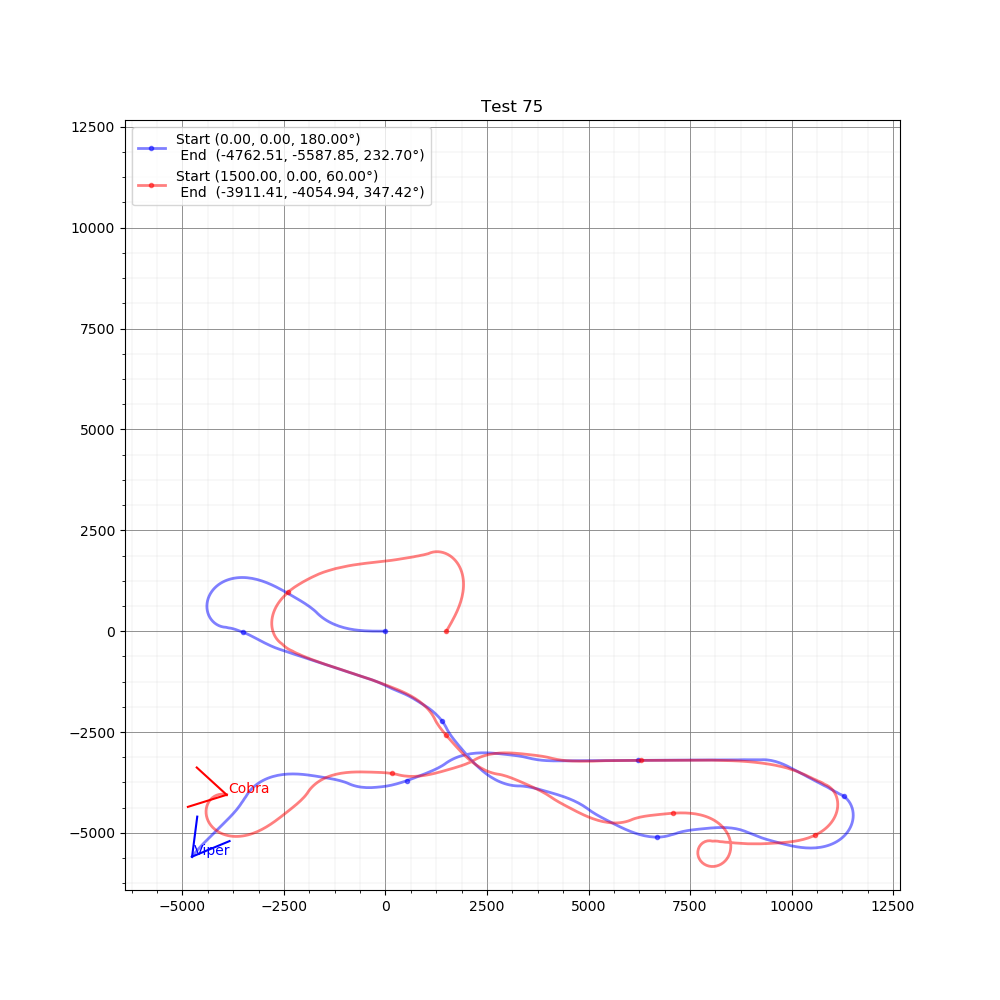 Test 75
Start (0.00, 0.00, 180.00°)
End (-4762.51, -5587.85, 232.70°)
Start (1500.00, 0.00, 60.00°)
End (-3911.41, -4054.94, 347.42°)
12500
10000
7500
5000
2500
0
−2500
−5000
Cobra
Viper
−5000 −2500 0 2500 5000 7500 10000 12500